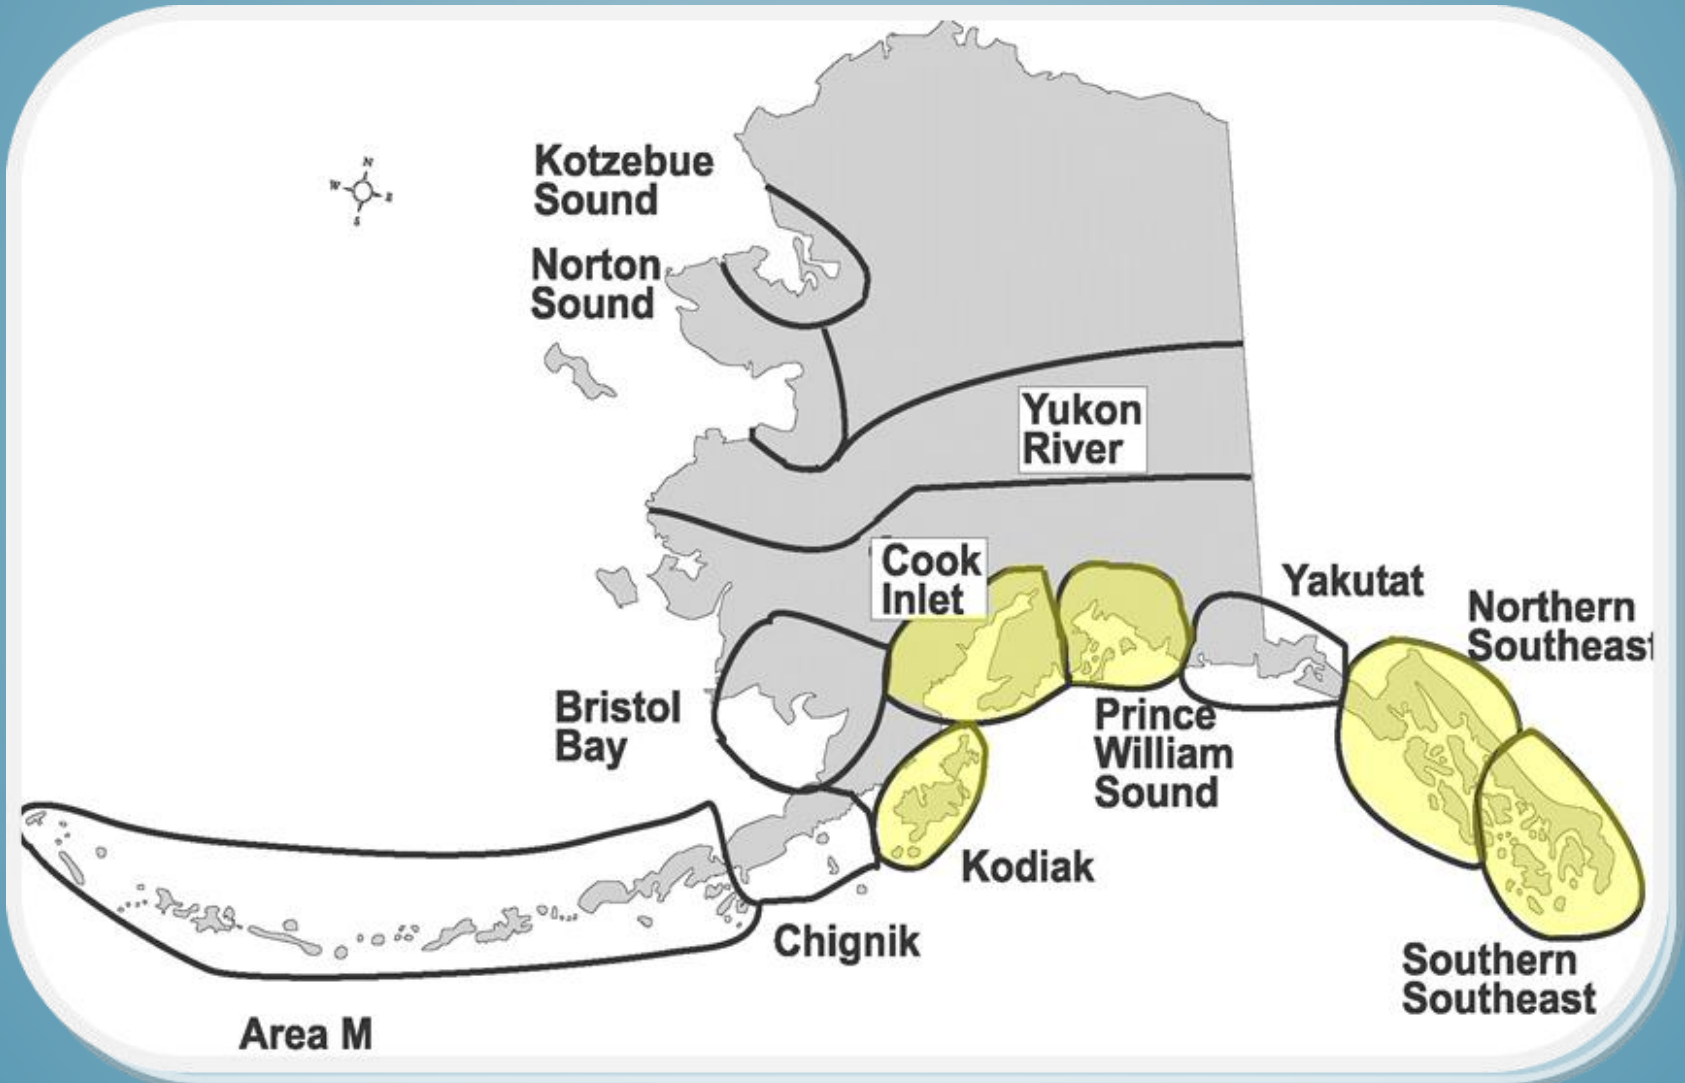 Kotzebue
Sound
N
W
E
S
Norton
Sound
Yukon
River
Cook
Inlet
Yakutat
Northern
Southeast
Bristol
Bay
Prince
William
Sound
Kodiak
Chignik
Southern
Southeast
Area M